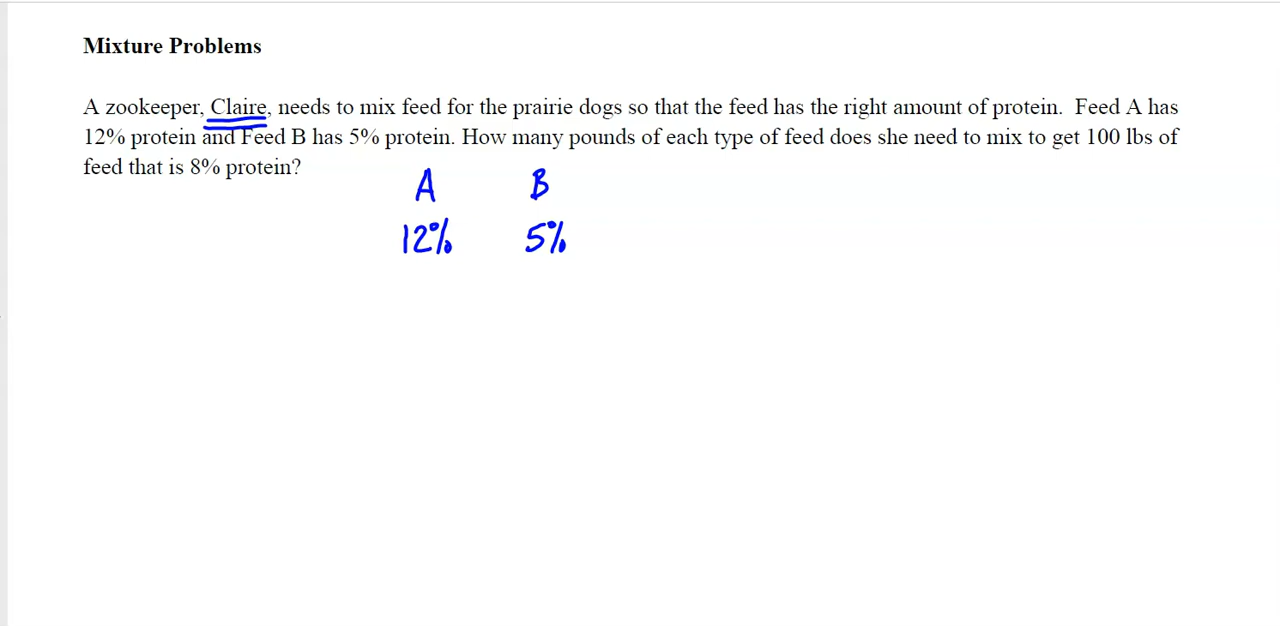 Mixture Problems
A zookeeper, Claire, needs to mix feed for the prairie dogs so that the feed has the right amount of protein.  Feed A has
12% protein and Feed B has 5% protein. How many pounds of each type of feed does she need to mix to get 100 lbs of
feed that is 8% protein?
A B
12% 5%